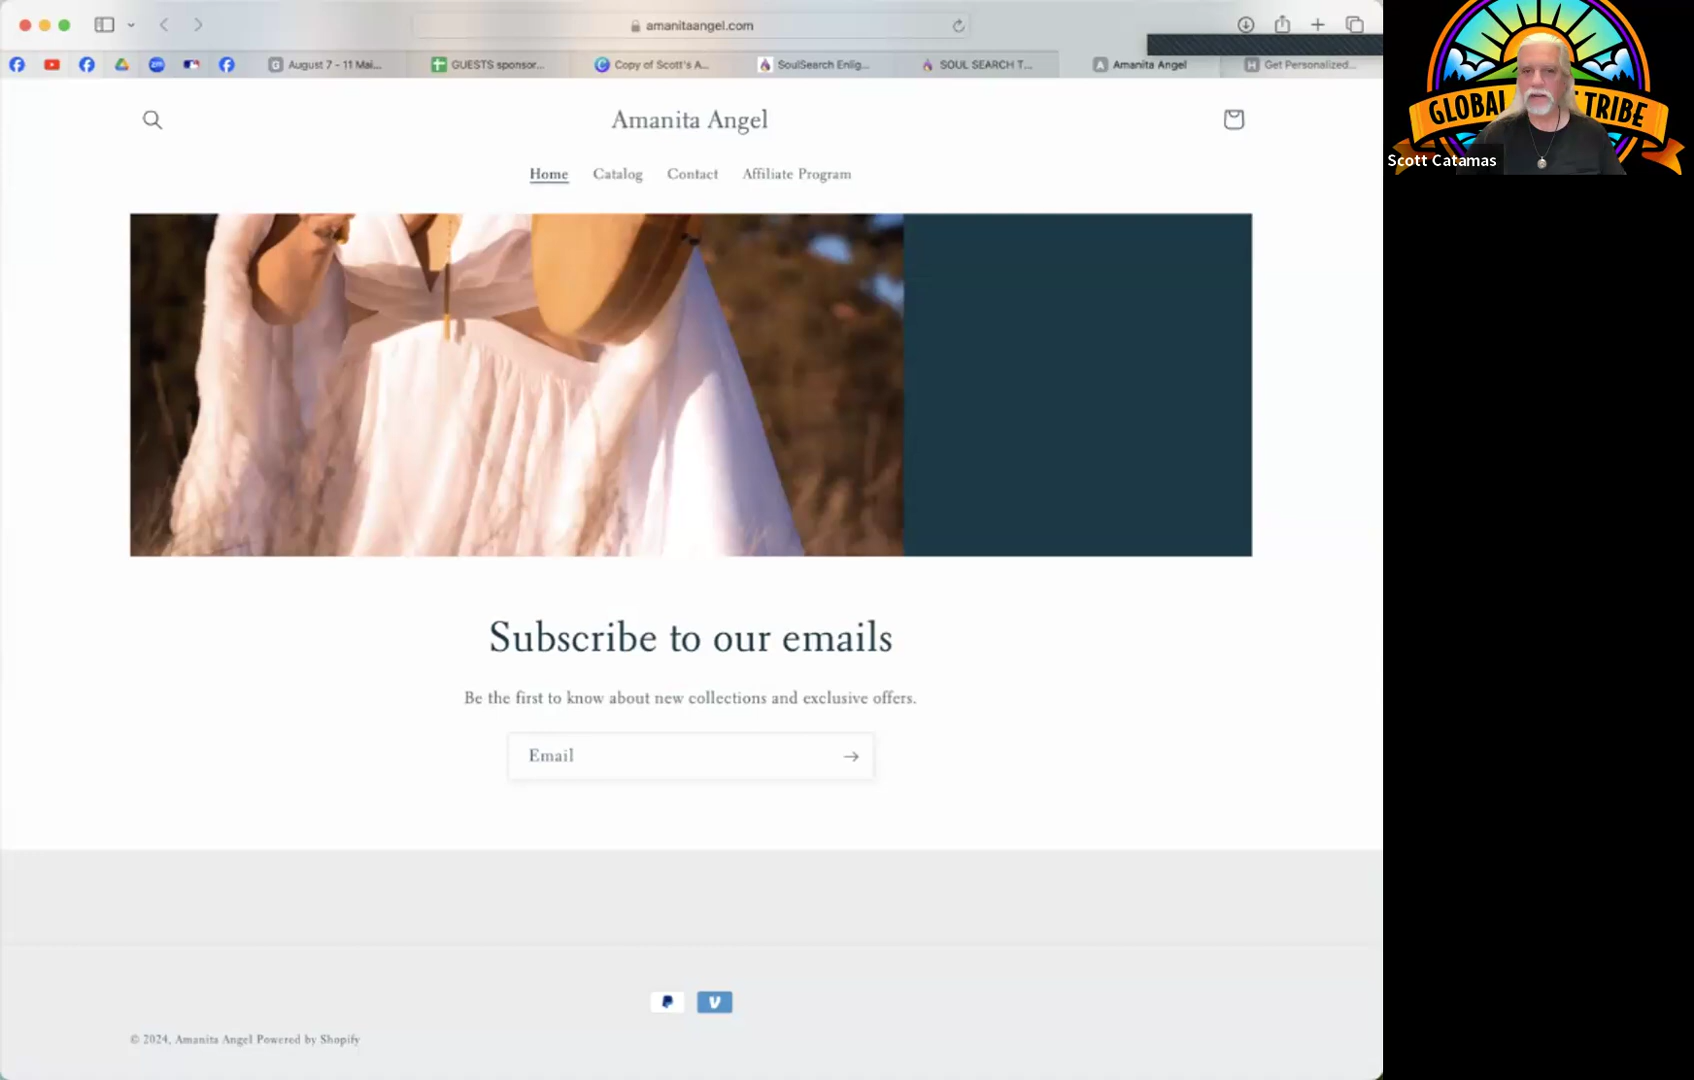 amanitaangel.com
August 7 - 11 Mai...
GUESTS sponsor...
Copy of Scott's A...
SoulSearch Enlig...
SOUL SEARCH T...
Amanita Angel
Get Personalized...
Amanita Angel
Home
Catalog
Contact
Affiliate Program
Subscribe to our emails
Be the first to know about new collections and exclusive offers.
Email
© 2024, Amanita Angel Powered by Shopify
GLOBAL
TRIBE
Scott Catamas